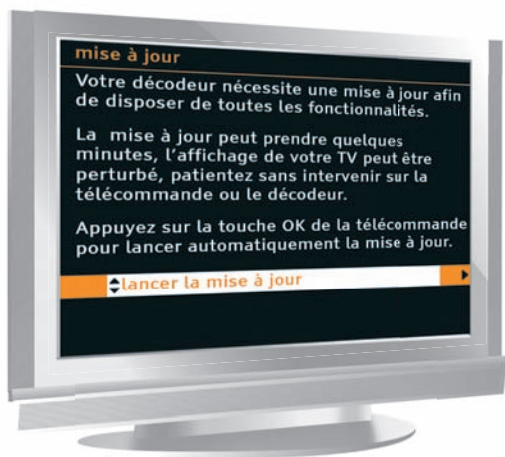 mise à jour
Votre décodeur nécessite une mise à jour afin
de disposer de toutes les fonctionnalités.
La mise à jour peut prendre quelques
minutes, l'affichage de votre TV peut être
perturbé, patientez sans intervenir sur la
télécommande ou le décodeur.
Appuyez sur la touche OK de la télécommande
pour lancer automatiquement la mise à jour.
lancer la mise à jour